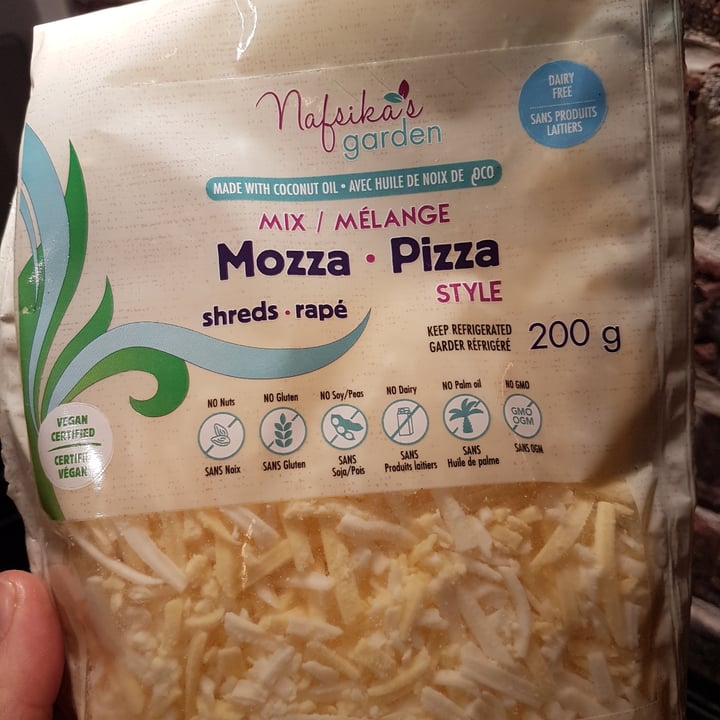 Nafsika's
garden
DAIRY
FREE
SANS PRODUITS
LAITIERS
MADE WITH COCONUT OIL • AVEC HUILE DE NOIX DE COCO
MIX / MÉLANGE
Mozza • Pizza
STYLE
shreds • rapé
KEEP REFRIGERATED
GARDER RÉFRIGÉRÉ
200 g
NO Nuts
SANS Noix
NO Gluten
SANS Gluten
NO Soy/Peas
SANS
Soja/Pois
NO Dairy
SANS
Produits laitiers
NO Palm oil
SANS
Huile de palme
NO GMO
GMO
OGM
SANS OGM
VEGAN
CERTIFIED
CERTIFIÉ
VÉGAN